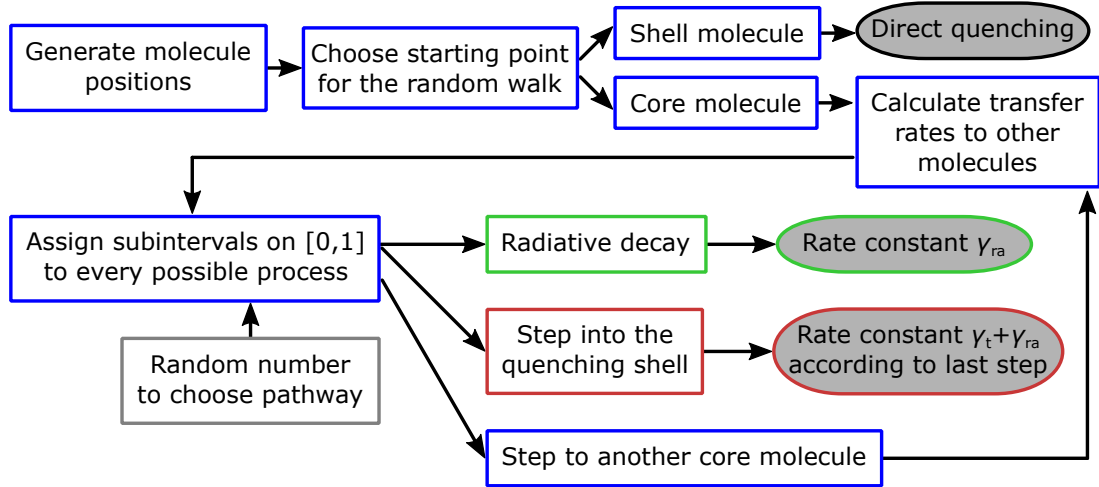 Generate molecule
positions
Choose starting point
for the random walk
Shell molecule
Direct quenching
Core molecule
Calculate transfer
rates to other
molecules
Assign subintervals on [0,1]
to every possible process
Radiative decay
Rate constant γra
Random number
to choose pathway
Step into the
quenching shell
Rate constant γt+γra
according to last step
Step to another core molecule